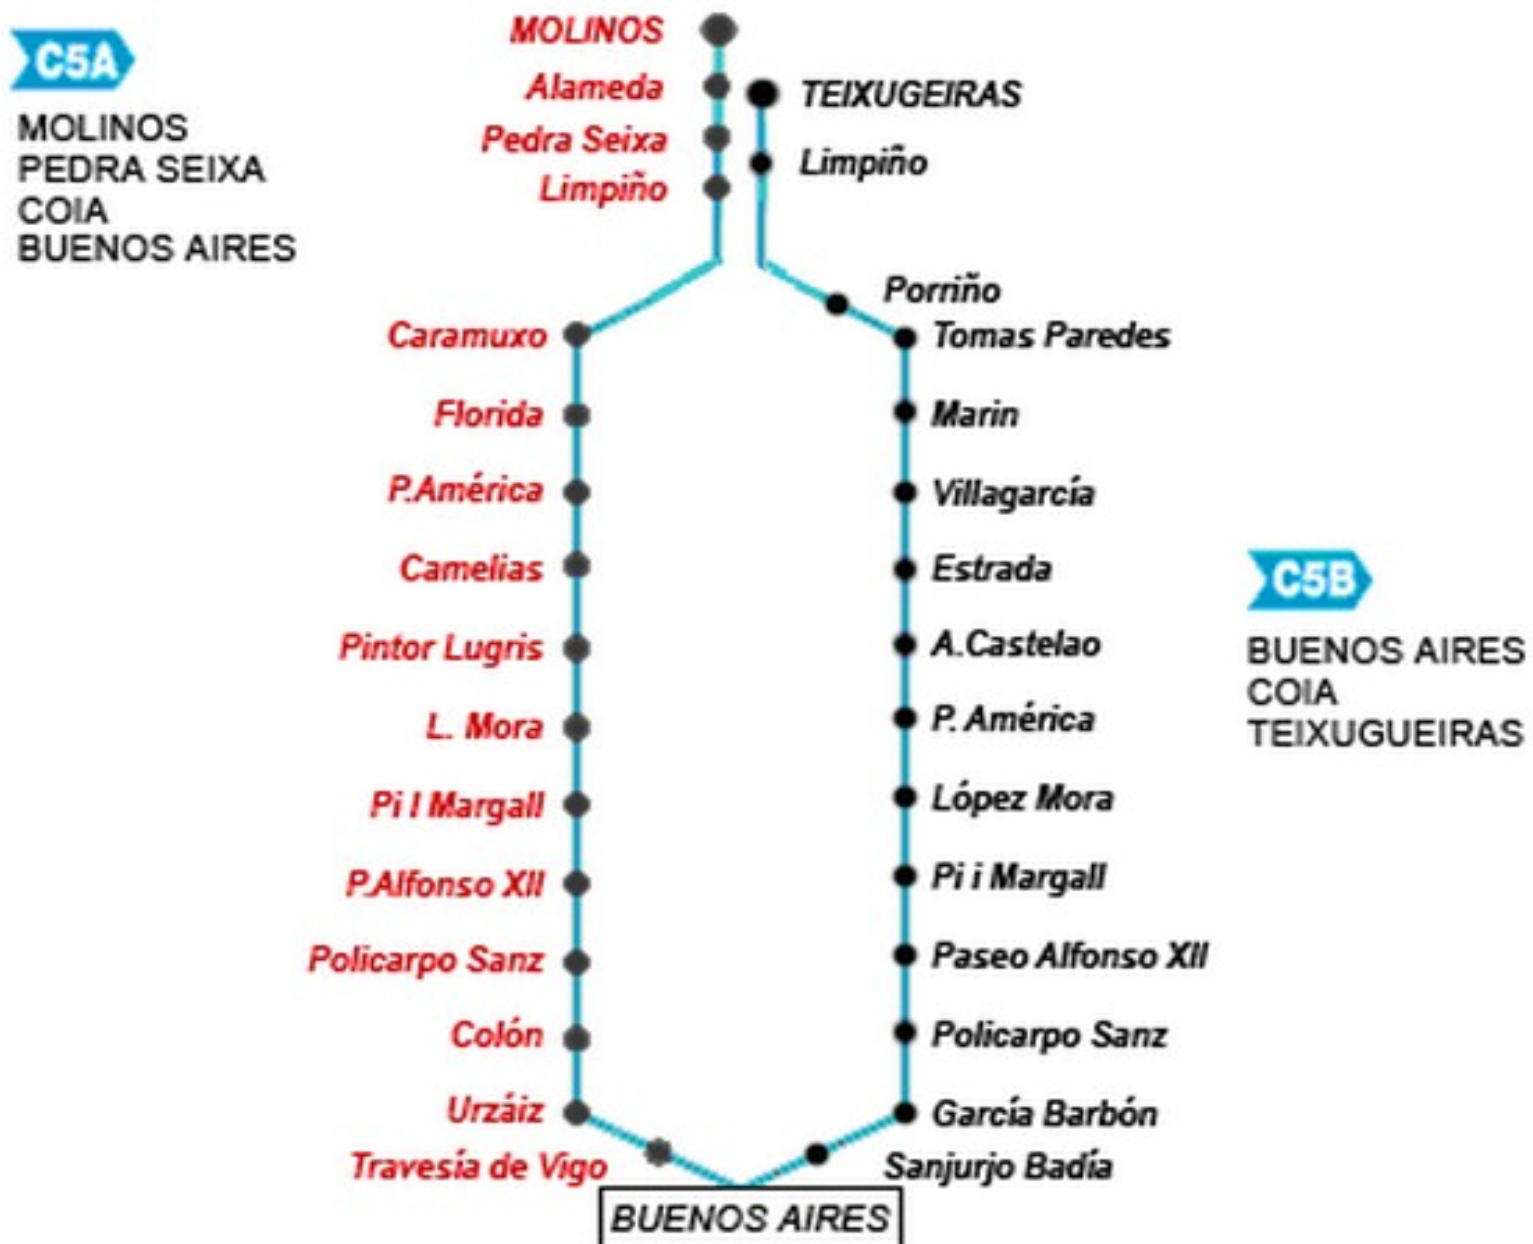 C5A
MOLINOS
PEDRA SEIXA
COIA
BUENOS AIRES
MOLINOS
Alameda
Pedra Seixa
Limpiño
Caramuxo
Florida
P.América
Camelias
Pintor Lugris
L. Mora
Pi I Margall
P.Alfonso XII
Policarpo Sanz
Colón
Urzáiz
Travesía de Vigo
TEIXUGEIRAS
Limpiño
Porriño
Tomas Paredes
Marin
Villagarcía
Estrada
A.Castelao
P. América
López Mora
Pi i Margall
Paseo Alfonso XII
Policarpo Sanz
García Barbón
Sanjurjo Badía
BUENOS AIRES
C5B
BUENOS AIRES
COIA
TEIXUGUEIRAS